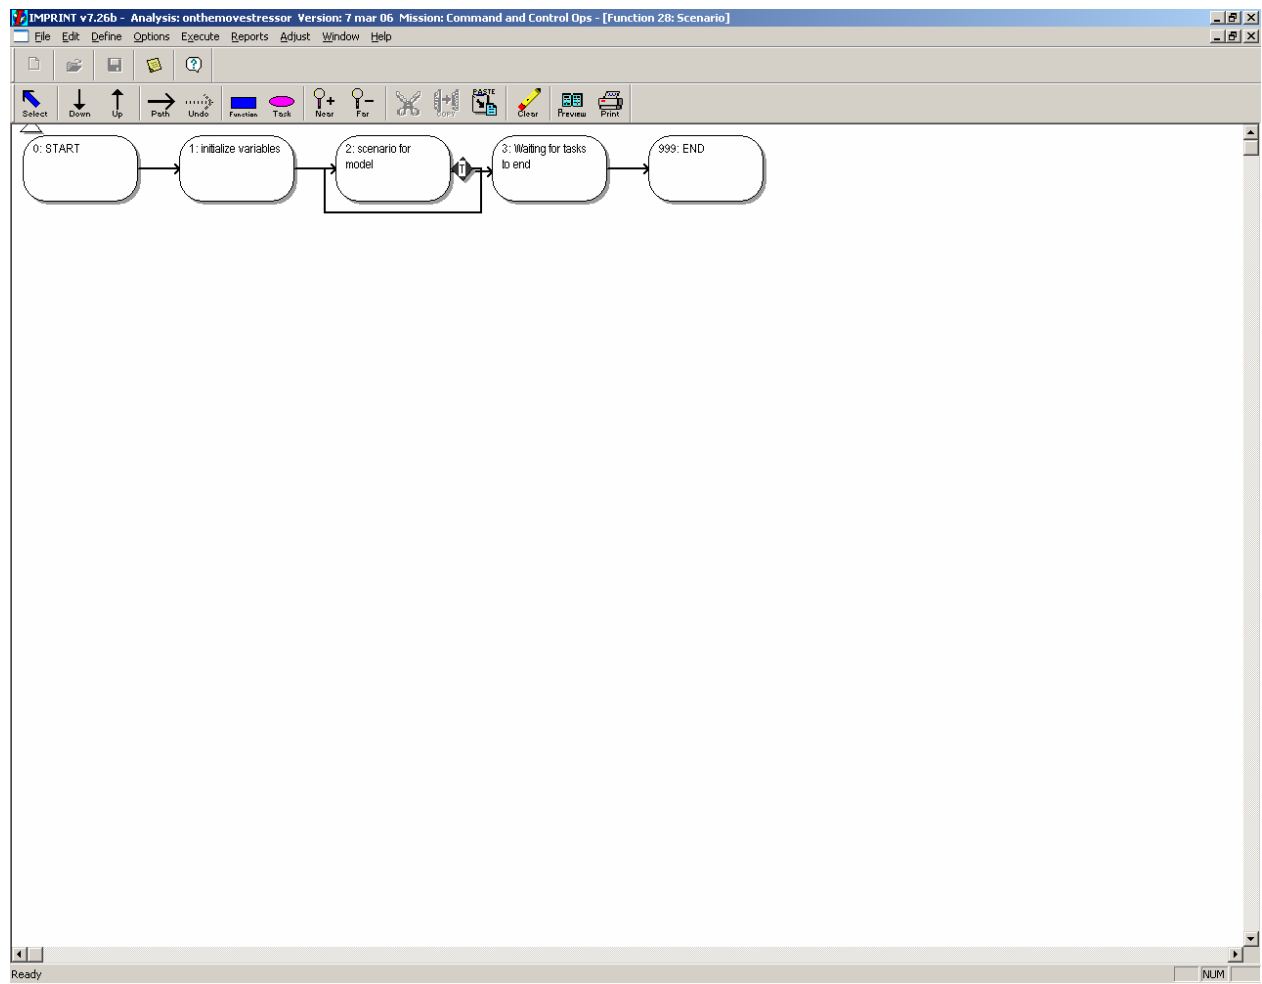 IMPRINT v7.26b - Analysis: onthemovestressor Version: 7 mar 06 Mission: Command and Control Ops - [Function 28: Scenario]
File Edit Define Options Execute Reports Adjust Window Help
PASTE
Select Down Up Path Undo Function Task Near Far COPY Clear Preview Print
0: START
1: initialize variables
2: scenario for
model
T
3: Waiting for tasks
to end
999: END
Ready
NUM